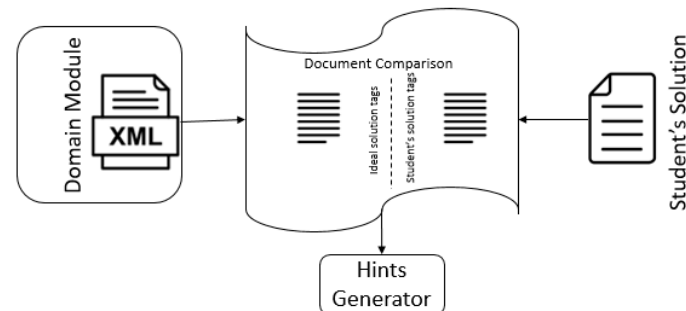 Domain Module
XML
Document Comparison
Ideal solution tags
Student's solution tags
Student's Solution
Hints
Generator